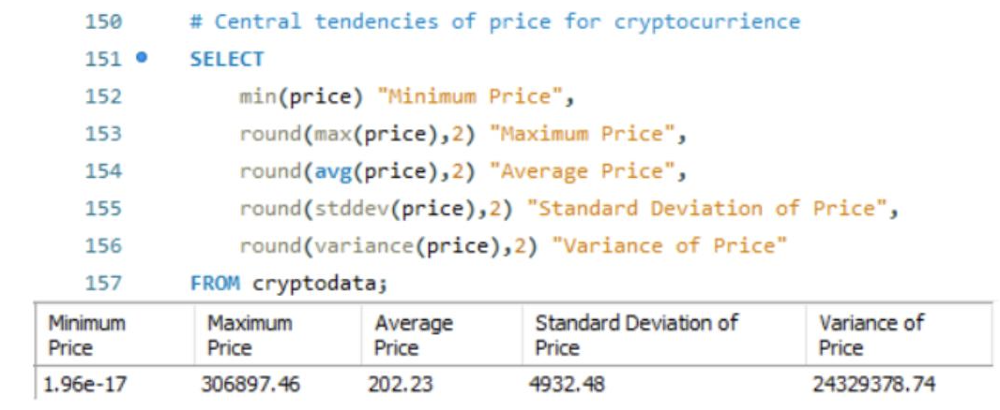 150 # Central tendencies of price for cryptocurrience
151 SELECT
152 min(price) "Minimum Price",
153 round(max(price),2) "Maximum Price",
154 round(avg(price),2) "Average Price",
155 round(stddev(price),2) "Standard Deviation of Price",
156 round(variance(price),2) "Variance of Price"
157 FROM cryptodata;
Minimum Maximum Average Standard Deviation of Variance of
Price Price Price Price Price
1.96e-17 306897.46 202.23 4932.48 24329378.74